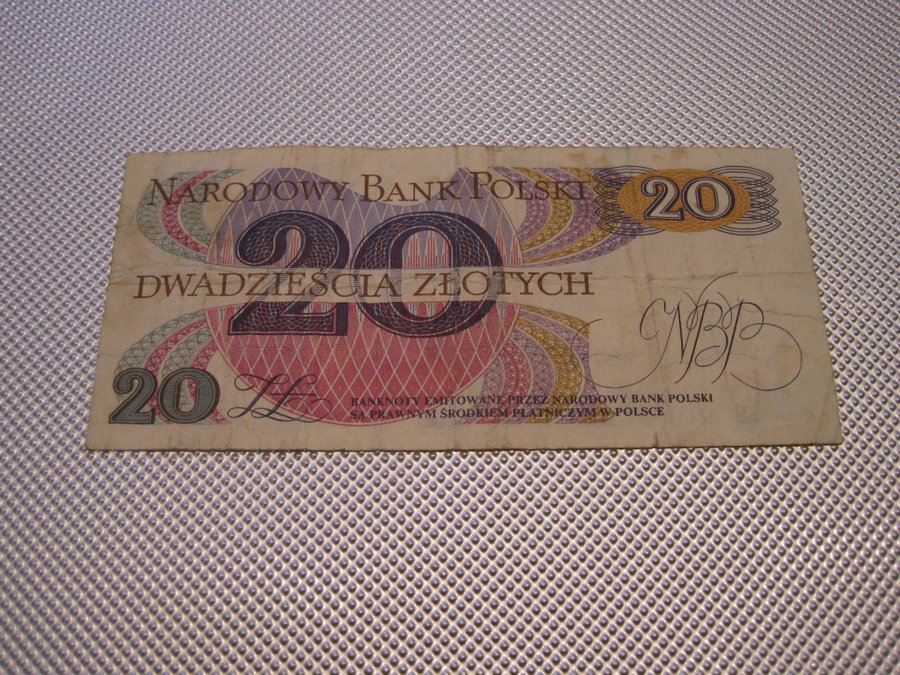 NARODOWY BANK POLSKI
20
20
DWADZIEŚCIA ZŁOTYCH
NBP
20 ZŁ
BANKNOTY EMITOWANE PRZEZ NARODOWY BANK POLSKI
SĄ PRAWNYM ŚRODKIEM PŁATNICZYM W POLSCE